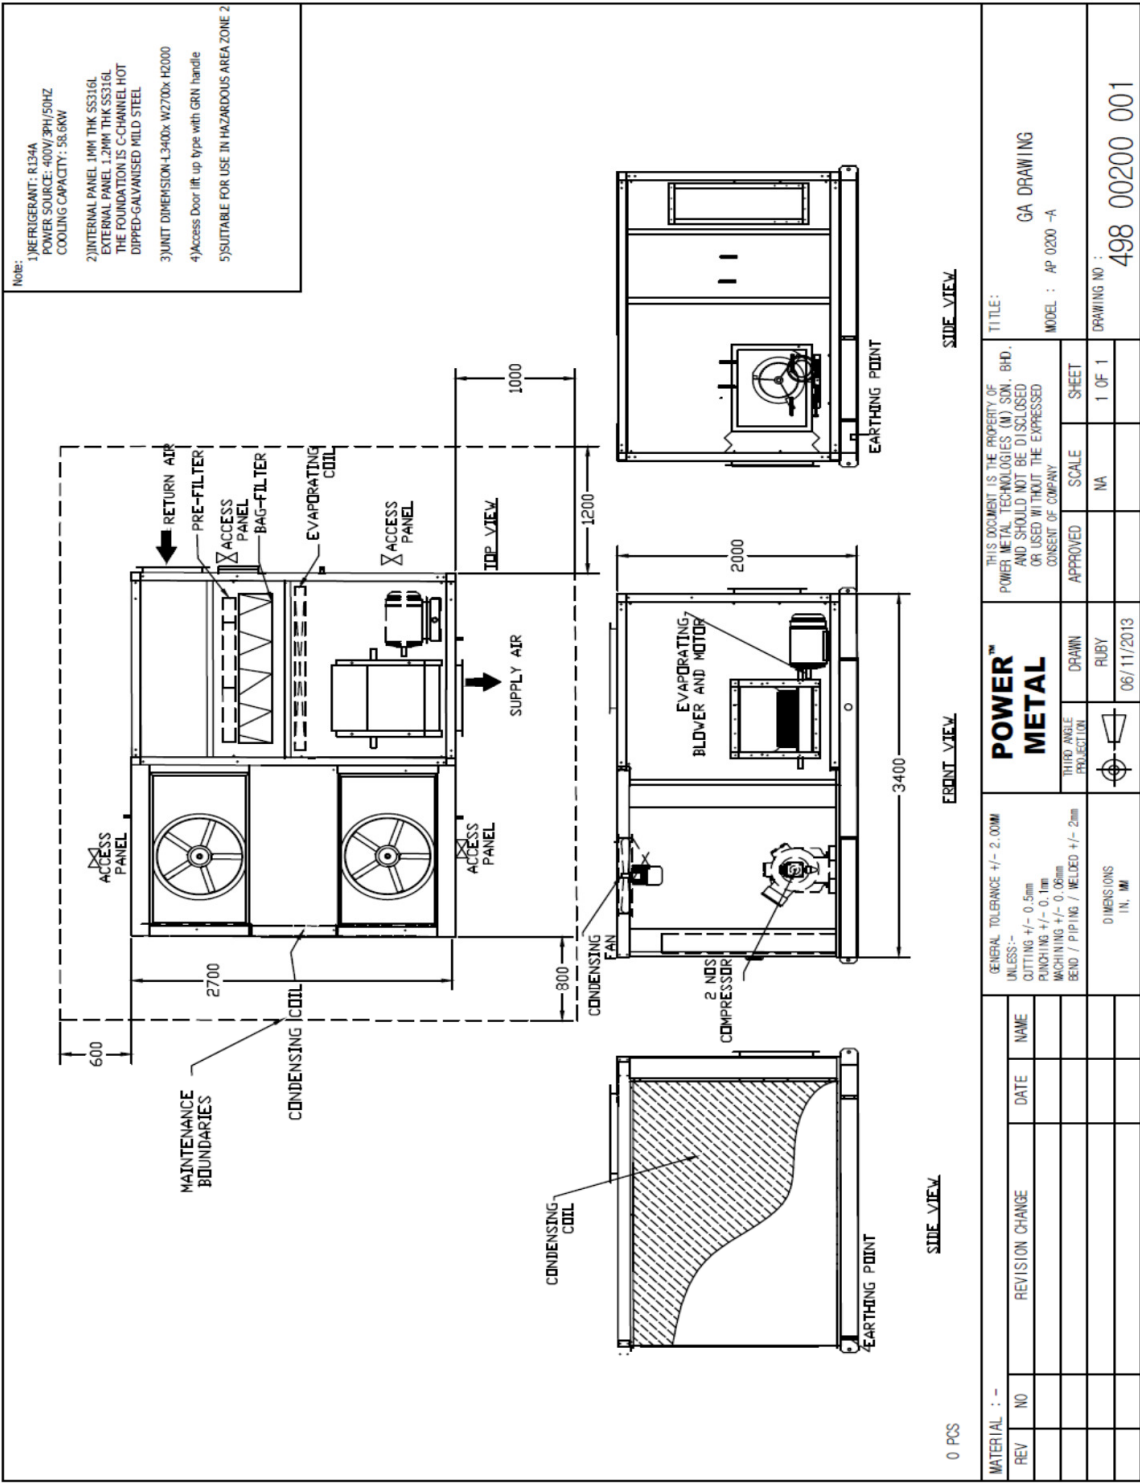 Note:
1)REFRIGERANT: R134A
POWER SOURCE: 400V/3PH/50HZ
COOLING CAPACITY: 58.6KW
2)INTERNAL PANEL 1MM THK SS316L
EXTERNAL PANEL 1.2MM THK SS316L
THE FOUNDATION IS C-CHANNEL HOT
DIPPED-GALVANISED MILD STEEL
3)UNIT DIMEMSION-L3400x W2700x H2000
4)Access Door lift up type with GRN handle
5)SUITABLE FOR USE IN HAZARDOUS AREA ZONE 2
600
MAINTENANCE
BOUNDARIES
CONDENSING COIL
2700
800
ACCESS
PANEL
ACCESS
PANEL
RETURN AIR
PRE-FILTER
ACCESS
PANEL
BAG-FILTER
EVAPORATING
COIL
ACCESS
PANEL
SUPPLY AIR
TOP VIEW
1000
1200
CONDENSING
COIL
EARTHING POINT
SIDE VIEW
CONDENSING
FAN
2 NOS
COMPRESSOR
EVAPORATING
BLOWER AND MOTOR
2000
3400
FRONT VIEW
EARTHING POINT
SIDE VIEW
0 PCS
MATERIAL : -
REV
NO
REVISION CHANGE
DATE
NAME
GENERAL TOLERANCE +/- 2.00MM
UNLESS:-
CUTTING +/- 0.5mm
PUNCHING +/- 0.1mm
MACHINING +/- 0.06mm
BEND / PIPING / WELDED +/- 2mm
DIMENSIONS
IN. MM
POWER™
METAL
THIRD ANGLE
PROJECTION
DRAWN
RUBY
06/11/2013
THIS DOCUMENT IS THE PROPERTY OF
POWER METAL TECHNOLOGIES (M) SDN. BHD.
AND SHOULD NOT BE DISCLOSED
OR USED WITHOUT THE EXPRESSED
CONSENT OF COMPANY
APPROVED
SCALE
NA
SHEET
1 OF 1
TITLE:
GA DRAWING
MODEL : AP 0200 -A
DRAWING NO :
498 00200 001